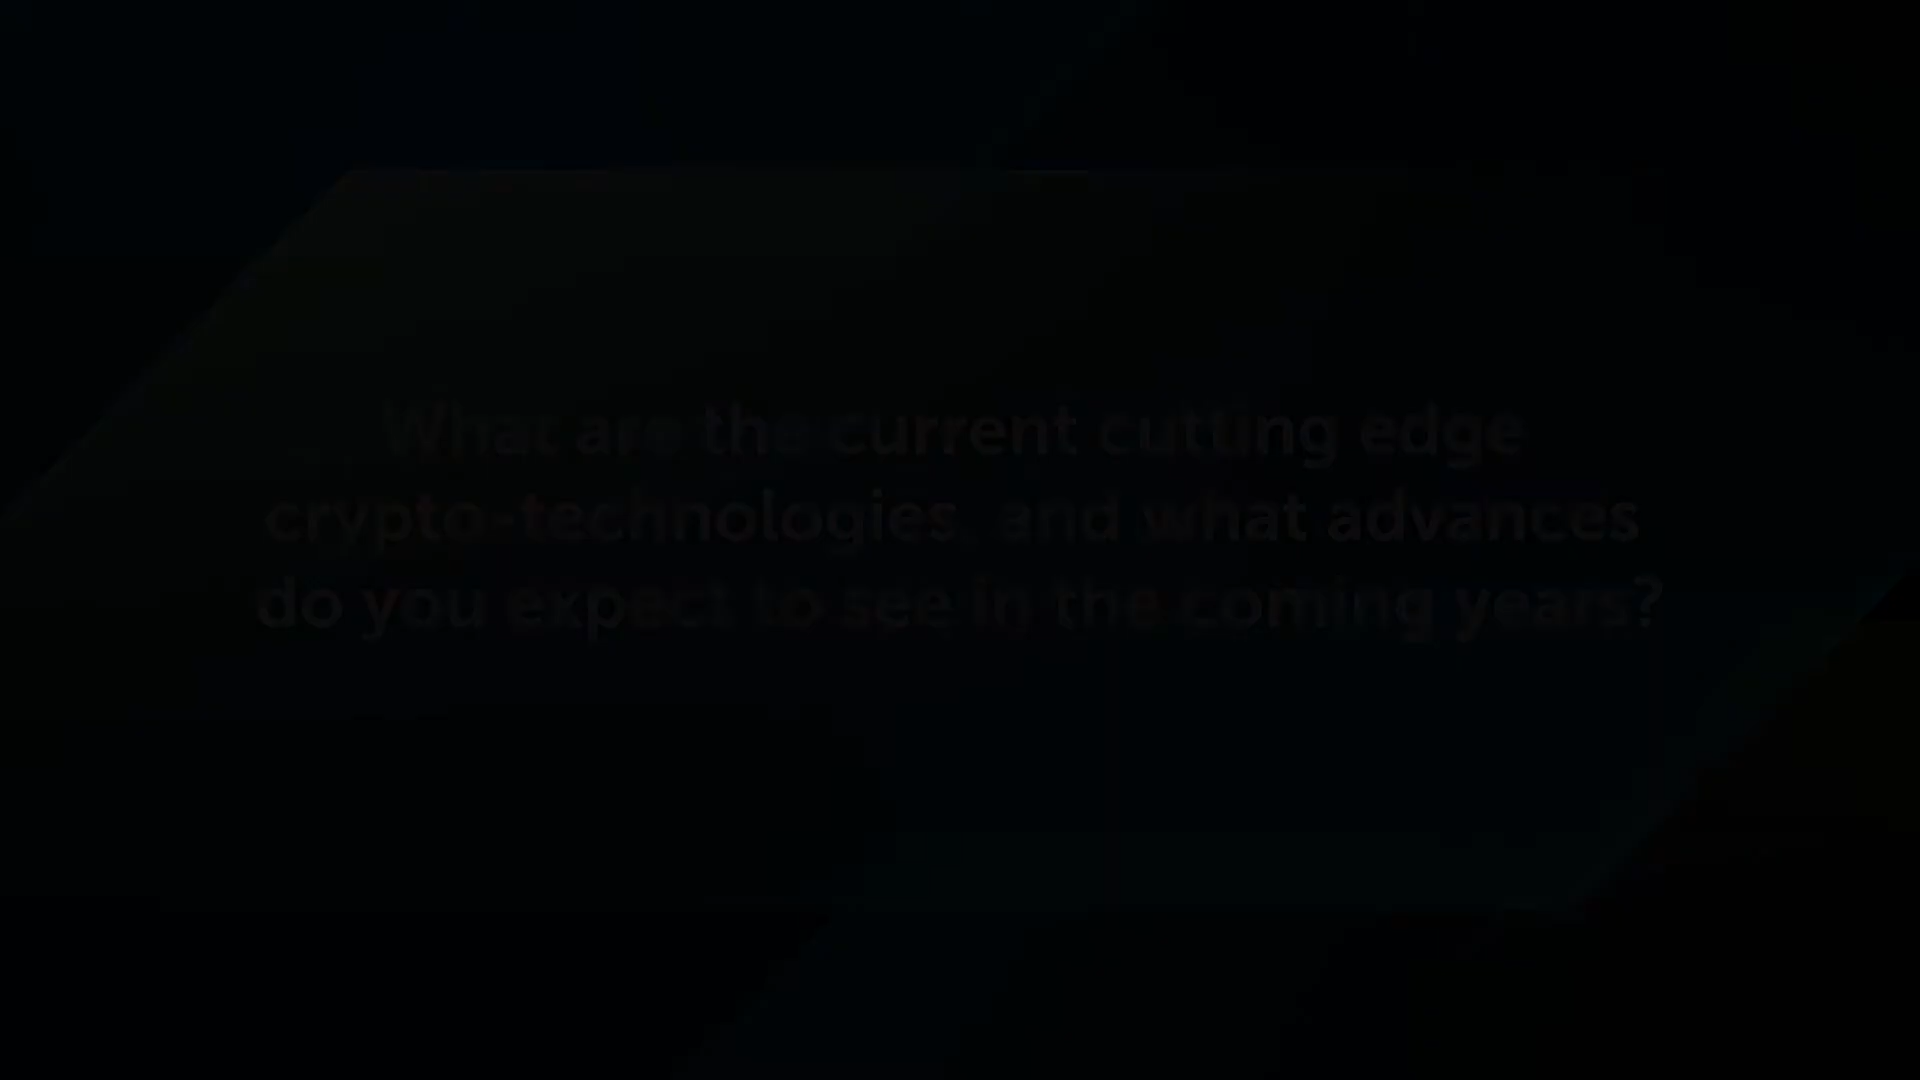 What are the current cutting edge
crypto-technologies, and what advances
do you expect to see in the coming years?